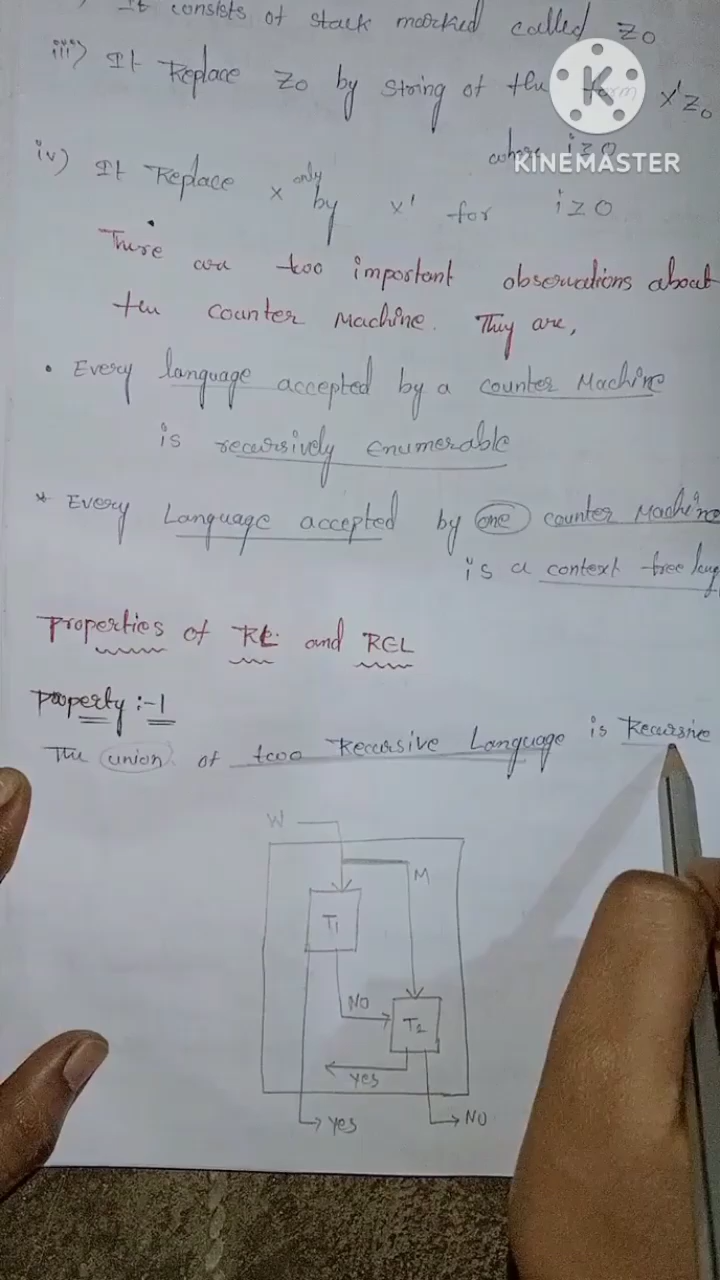 It consists of stack marked called Z0
iii) It Replace Z0 by string of the form X'Z0
where i≥0
KINEMASTER
iv) It Replace x only by x' for i≥0
There are two important observations about
the counter Machine. They are,
• Every language accepted by a counter Machine
is recursively enumerable
* Every Language accepted by one counter Machine
is a context free lang
Properties of RL and REL
Property :- 1
The union of two Recursive Language is Recursive
W
M
T1
NO
T2
yes
yes
NO